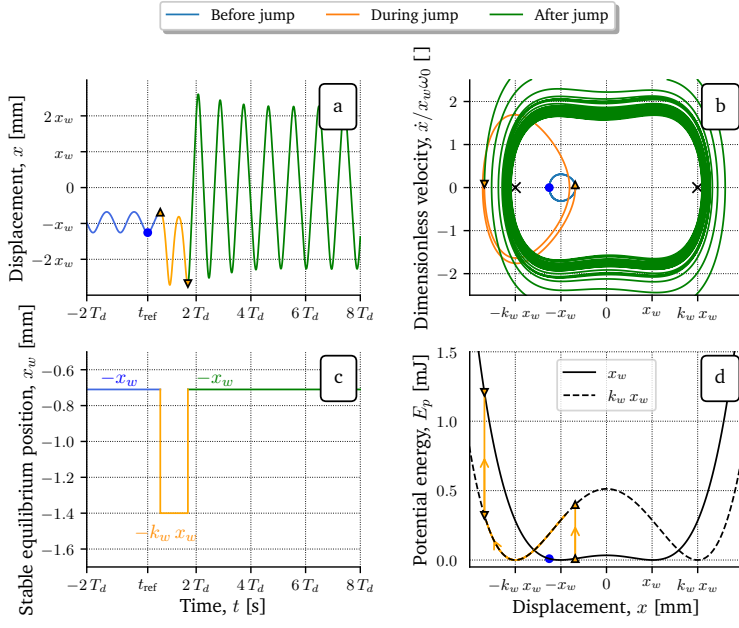 Before jump During jump After jump
Displacement, x [mm]
2 x_w
x_w
0
−x_w
−2 x_w
a
−2 T_d t_ref 2 T_d 4 T_d 6 T_d 8 T_d
Dimensionless velocity, ẋ/x_wω_0 []
2
1
0
−1
−2
b
−k_w x_w −x_w 0 x_w k_w x_w
Stable equilibrium position, x_w [mm]
−0.6
−0.8
−1.0
−1.2
−1.4
−1.6
−x_w −x_w
−k_w x_w
c
−2 T_d t_ref 2 T_d 4 T_d 6 T_d 8 T_d
Time, t [s]
Potential energy, E_p [mJ]
1.5
1.0
0.5
0.0
x_w
k_w x_w
d
−k_w x_w −x_w 0 x_w k_w x_w
Displacement, x [mm]